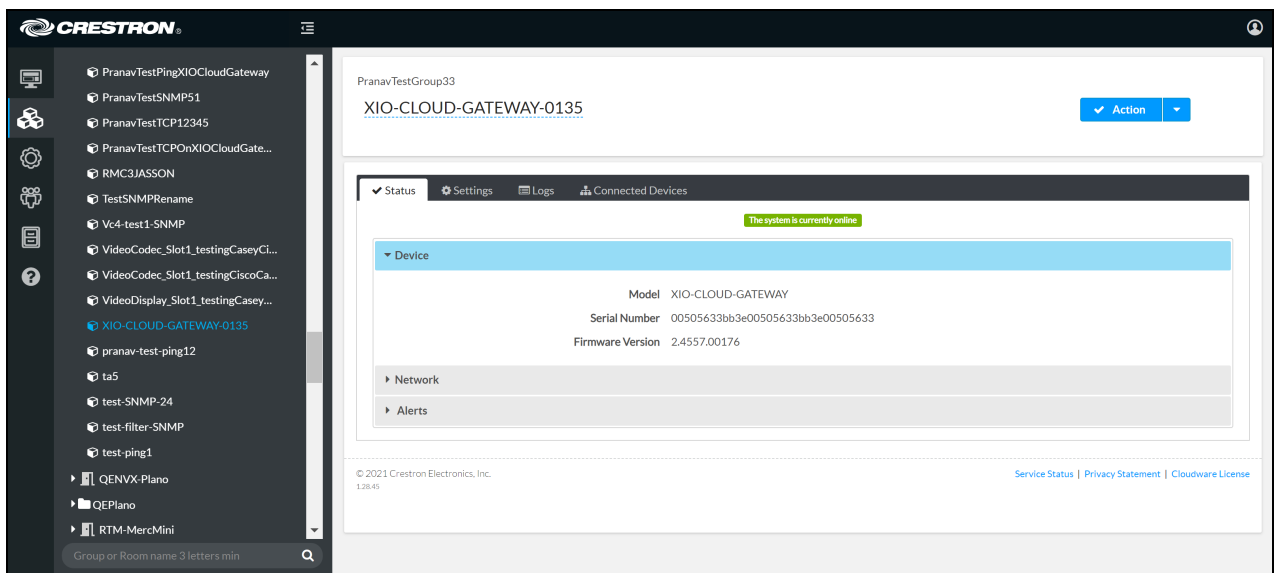 CRESTRON®
PranavTestPingXIOCloudGateway
PranavTestSNMP51
PranavTestTCP12345
PranavTestTCPOnXIOCloudGate...
RMC3JASSON
TestSNMPRename
Vc4-test1-SNMP
VideoCodec_Slot1_testingCaseyCi...
VideoCodec_Slot1_testingCiscoCa...
VideoDisplay_Slot1_testingCasey...
XIO-CLOUD-GATEWAY-0135
pranav-test-ping12
ta5
test-SNMP-24
test-filter-SNMP
test-ping1
QENVX-Plano
QEPlano
RTM-MercMini
Group or Room name 3 letters min
PranavTestGroup33
XIO-CLOUD-GATEWAY-0135
Action
Status Settings Logs Connected Devices
The system is currently online
Device
Model XIO-CLOUD-GATEWAY
Serial Number 00505633bb3e00505633bb3e00505633
Firmware Version 2.4557.00176
Network
Alerts
© 2021 Crestron Electronics, Inc.
1.28.45
Service Status | Privacy Statement | Cloudware License